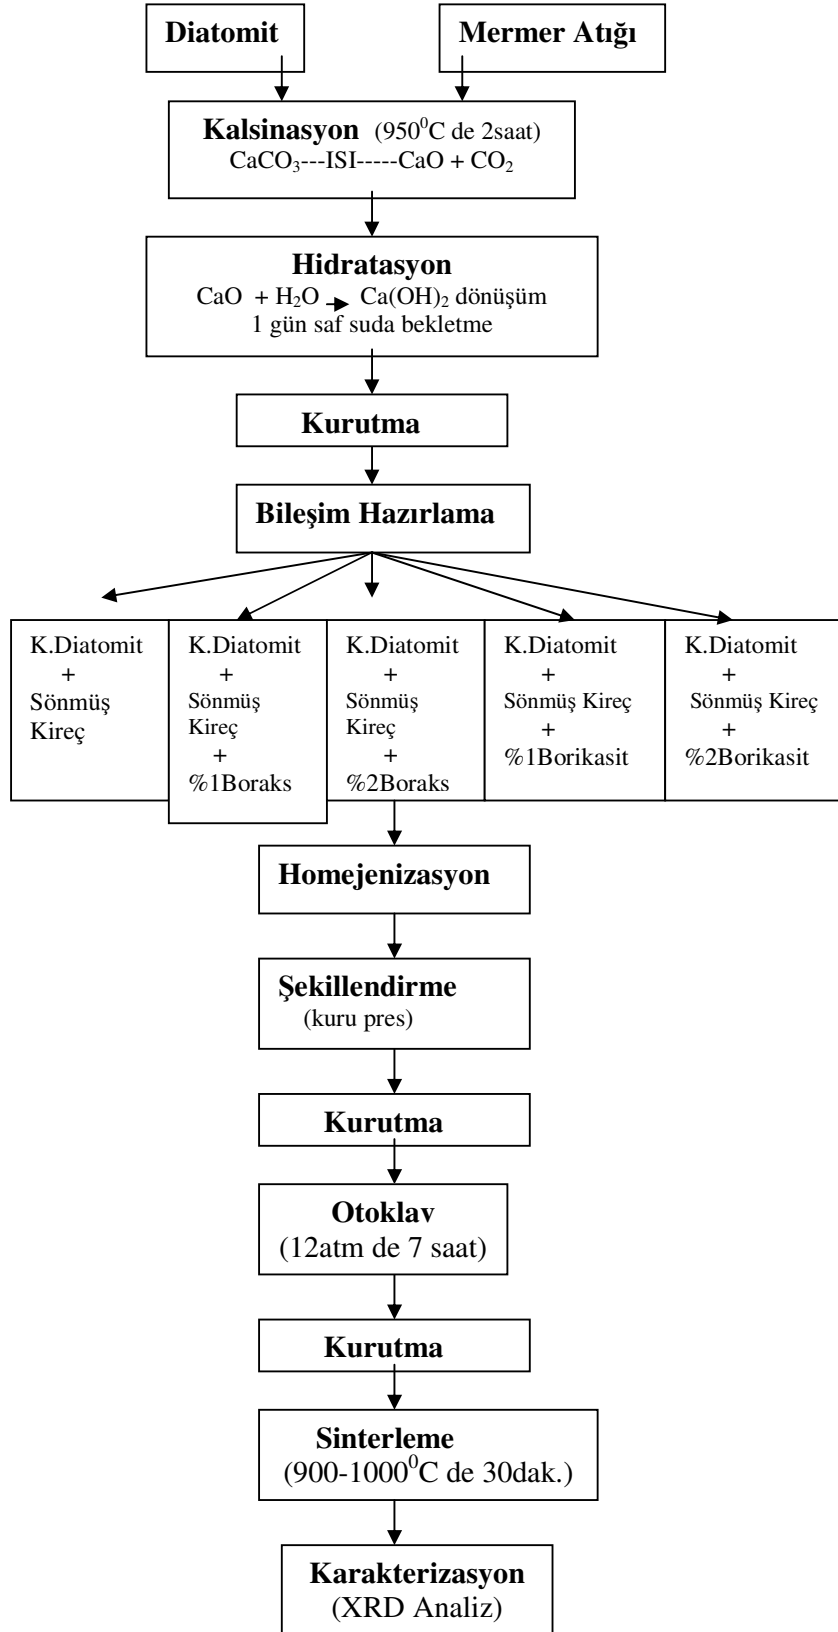 Diatomit
Mermer Atığı
Kalsinasyon (950⁰C de 2saat)
CaCO₃---ISI-----CaO + CO₂
Hidratasyon
CaO + H₂O → Ca(OH)₂ dönüşüm
1 gün saf suda bekletme
Kurutma
Bileşim Hazırlama
K.Diatomit
+
Sönmüş
Kireç
K.Diatomit
+
Sönmüş
Kireç
+
%1Boraks
K.Diatomit
+
Sönmüş
Kireç
+
%2Boraks
K.Diatomit
+
Sönmüş Kireç
+
%1Borikasit
K.Diatomit
+
Sönmüş Kireç
+
%2Borikasit
Homejenizasyon
Şekillendirme
(kuru pres)
Kurutma
Otoklav
(12atm de 7 saat)
Kurutma
Sinterleme
(900-1000⁰C de 30dak.)
Karakterizasyon
(XRD Analiz)